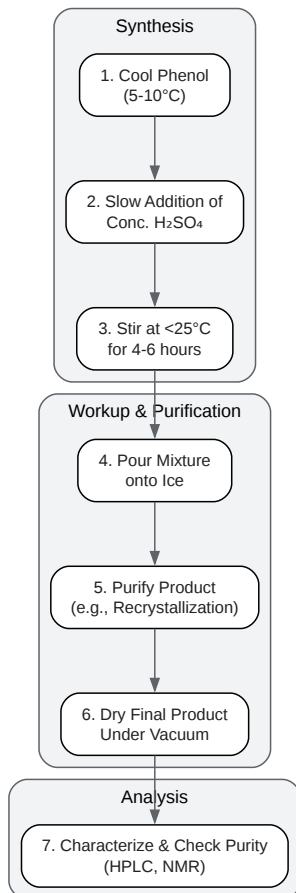 Synthesis
1. Cool Phenol
(5-10°C)
2. Slow Addition of
Conc. H₂SO₄
3. Stir at <25°C
for 4-6 hours
Workup & Purification
4. Pour Mixture
onto Ice
5. Purify Product
(e.g., Recrystallization)
6. Dry Final Product
Under Vacuum
Analysis
7. Characterize & Check Purity
(HPLC, NMR)